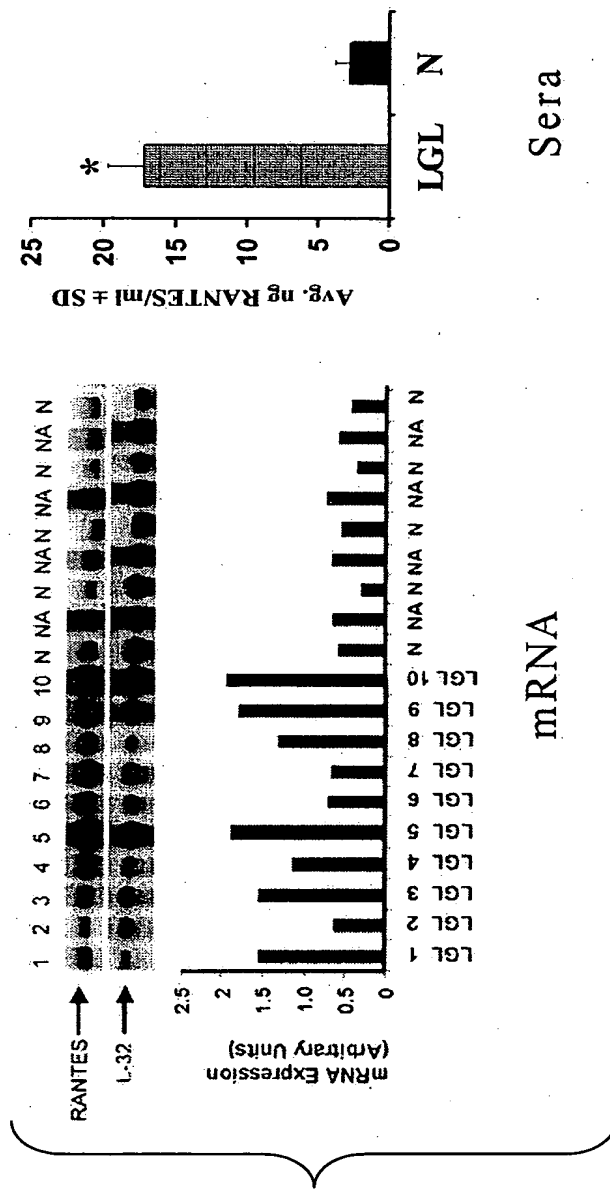 1 2 3 4 5 6 7 8 9 10 N NA N NA N NA N NA N
RANTES
L-32
mRNA Expression
(Arbitrary Units)
2.5
2
1.5
1.0
0.5
0
LGL 1
LGL 2
LGL 3
LGL 4
LGL 5
LGL 6
LGL 7
LGL 8
LGL 9
LGL 10
N
NA
N
NA
N
NA
N
NA
N
mRNA
Avg. ng RANTES/ml ± SD
25
20
15
10
5
0
*
LGL N
Sera